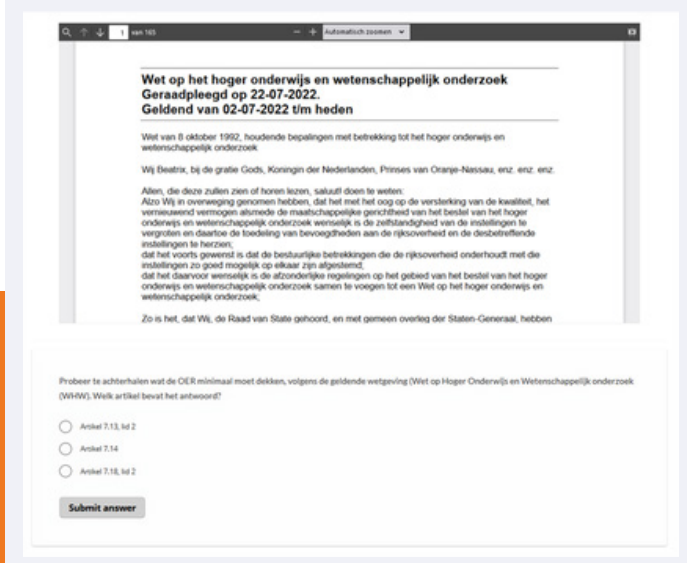 1 van 165 − + Automatisch zoomen
Wet op het hoger onderwijs en wetenschappelijk onderzoek
Geraadpleegd op 22-07-2022.
Geldend van 02-07-2022 t/m heden
Wet van 8 oktober 1992, houdende bepalingen met betrekking tot het hoger onderwijs en
wetenschappelijk onderzoek
Wij Beatrix, bij de gratie Gods, Koningin der Nederlanden, Prinses van Oranje-Nassau, enz. enz. enz.
Allen, die deze zullen zien of horen lezen, saluut! doen te weten:
Alzo Wij in overweging genomen hebben, dat het met het oog op de versterking van de kwaliteit, het
vernieuwend vermogen alsmede de maatschappelijke gerichtheid van het bestel van het hoger
onderwijs en wetenschappelijk onderzoek wenselijk is de zelfstandigheid van de instellingen te
vergroten en daartoe de toedeling van bevoegdheden aan de rijksoverheid en de desbetreffende
instellingen te herzien;
dat het voorts gewenst is dat de bestuurlijke betrekkingen die de rijksoverheid onderhoudt met die
instellingen zo goed mogelijk op elkaar zijn afgestemd;
dat het daarvoor wenselijk is de afzonderlijke regelingen op het gebied van het bestel van het hoger
onderwijs en wetenschappelijk onderzoek samen te voegen tot een Wet op het hoger onderwijs en
wetenschappelijk onderzoek;
Zo is het, dat Wij, de Raad van State gehoord, en met gemeen overleg der Staten-Generaal, hebben
Probeer te achterhalen wat de OER minimaal moet dekken, volgens de geldende wetgeving (Wet op Hoger Onderwijs en Wetenschappelijk onderzoek
(WHW). Welk artikel bevat het antwoord?
Artikel 7.13, lid 2
Artikel 7.14
Artikel 7.18, lid 2
Submit answer